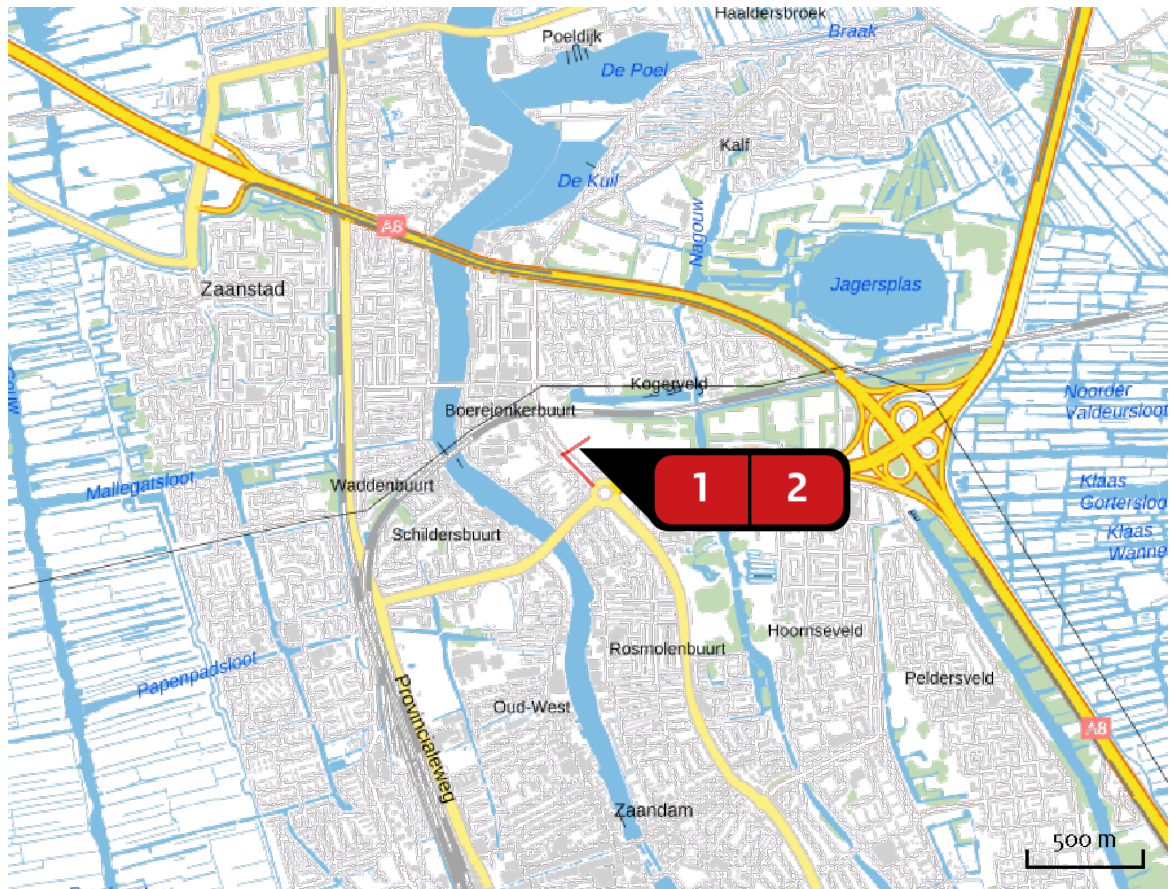 Haaldersbroek
Poeldijk
Braak
De Poel
Kalf
De Kuil
Nagouw
A8
Zaanstad
Jagersplas
Kogerveld
Boerejonkerbuurt
Noorder
Valdeursloot
Mallegatsloot
Waddenbuurt
1
2
Klaas
Gortersloo
Klaas
Wanne
Schildersbuurt
Hoornseveld
Rosmolenbuurt
Papenpadsloot
Peldersveld
Provincialeweg
Oud-West
A8
Zaandam
500 m